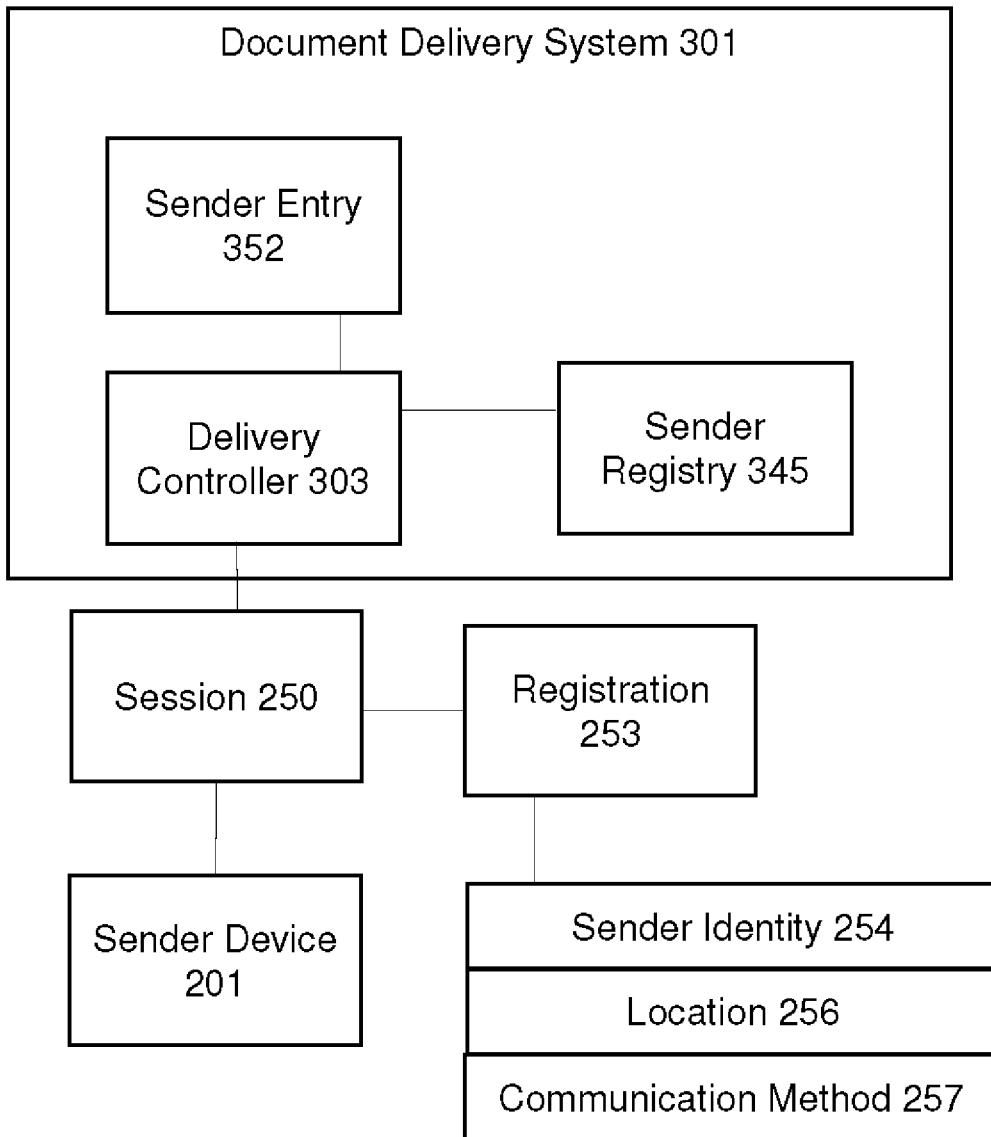 Document Delivery System 301
Sender Entry
352
Delivery
Controller 303
Sender
Registry 345
Session 250
Registration
253
Sender Device
201
Sender Identity 254
Location 256
Communication Method 257